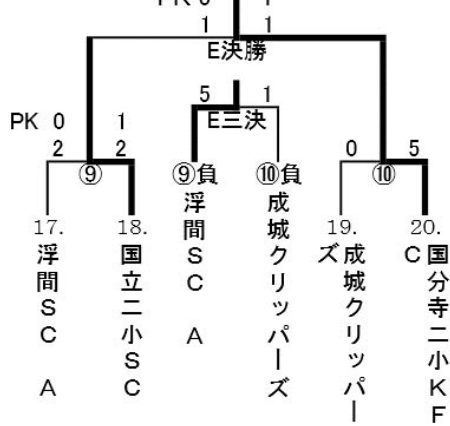 PK 0 1
1 1
E決勝
5 1
E三決
PK 0 1
2 2
⑨
⑨負
⑩負
0 5
⑩
17.
浮間SC A
18.
国立二小SC
浮間SC A
成城クリッパーズ
19.
成城クリッパーズ
20.
国分寺二小KFC